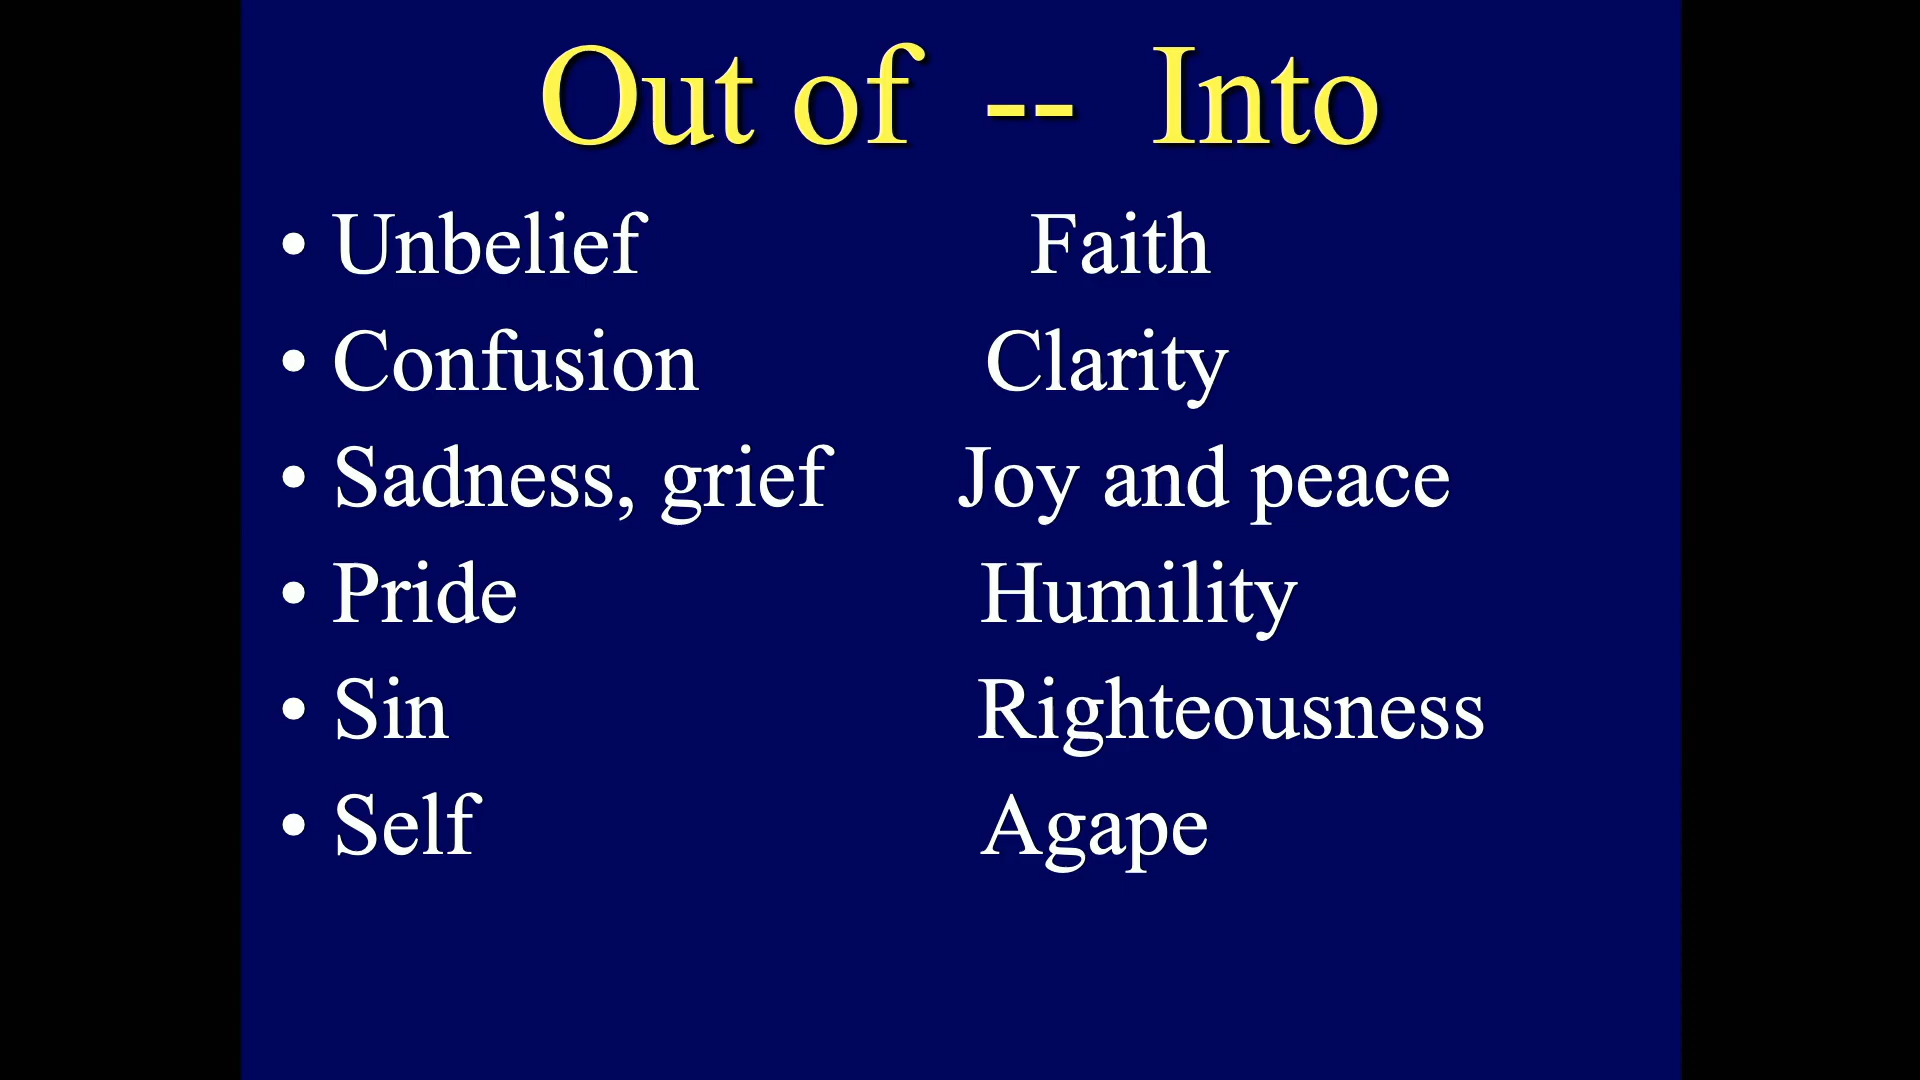 Out of -- Into
• Unbelief Faith
• Confusion Clarity
• Sadness, grief Joy and peace
• Pride Humility
• Sin Righteousness
• Self Agape